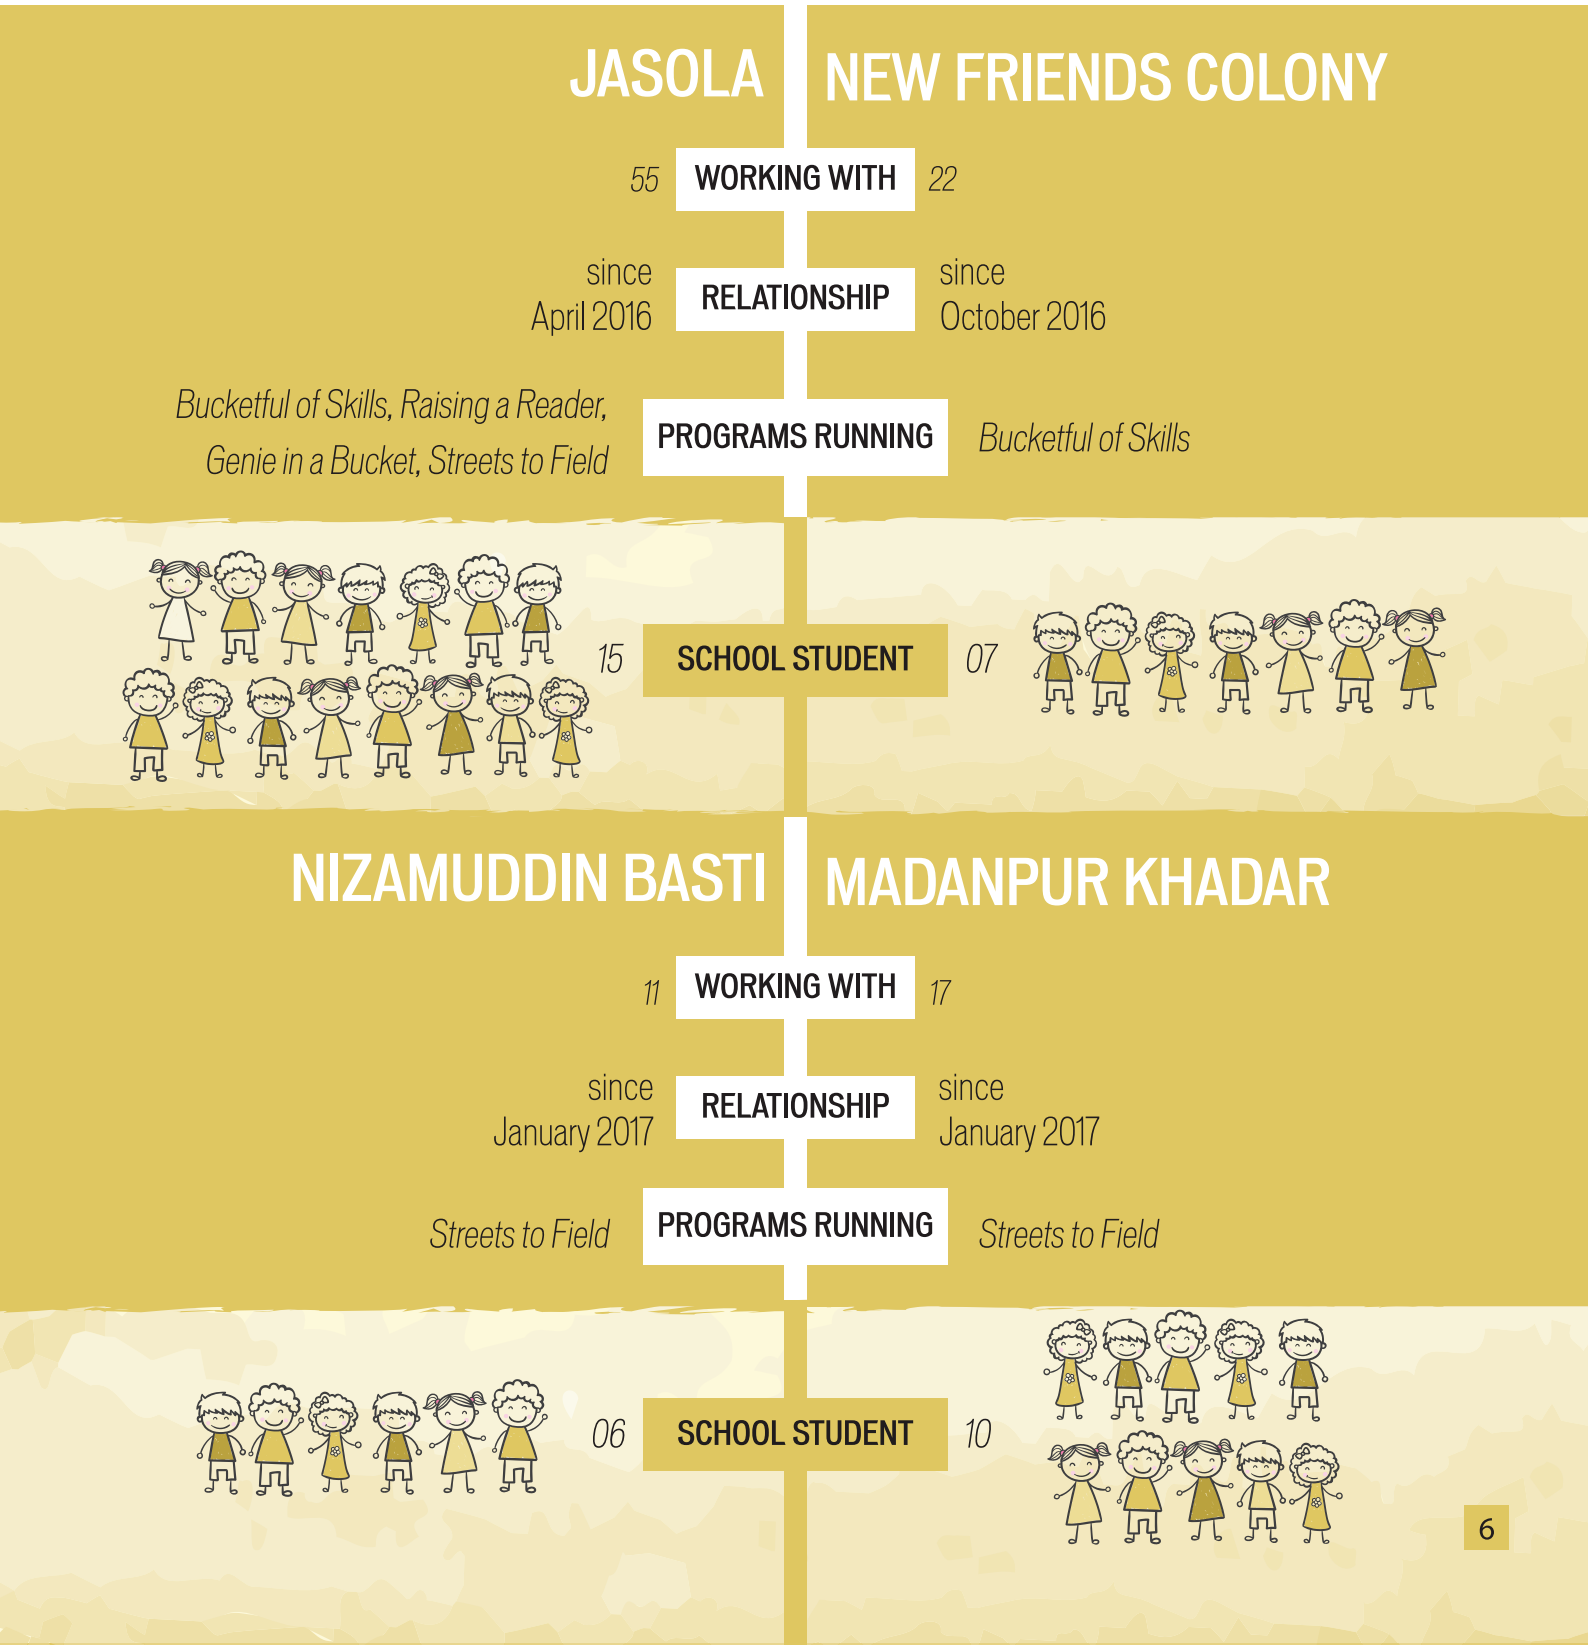 JASOLA
NEW FRIENDS COLONY
55 WORKING WITH 22
since
April 2016
RELATIONSHIP
since
October 2016
Bucketful of Skills, Raising a Reader,
Genie in a Bucket, Streets to Field
PROGRAMS RUNNING
Bucketful of Skills
15 SCHOOL STUDENT 07
NIZAMUDDIN BASTI
MADANPUR KHADAR
11 WORKING WITH 17
since
January 2017
RELATIONSHIP
since
January 2017
Streets to Field
PROGRAMS RUNNING
Streets to Field
06 SCHOOL STUDENT 10
6